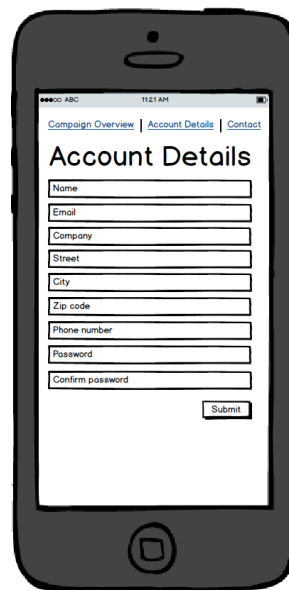 ABC 11:21 AM
Campaign Overview | Account Details | Contact
Account Details
Name
Email
Company
Street
City
Zip code
Phone number
Password
Confirm password
Submit